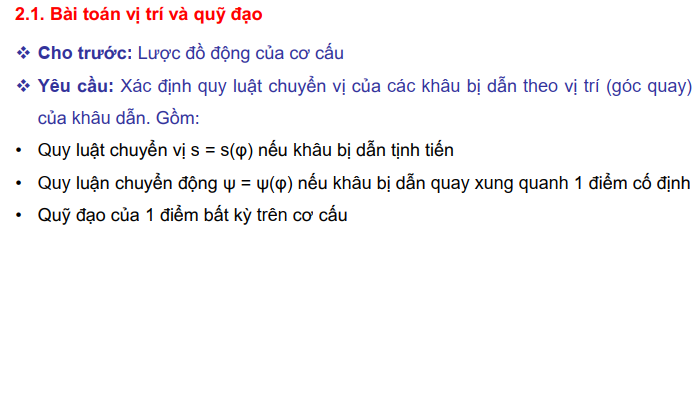 2.1. Bài toán vị trí và quỹ đạo
❖ Cho trước: Lược đồ động của cơ cấu
❖ Yêu cầu: Xác định quy luật chuyển vị của các khâu bị dẫn theo vị trí (góc quay)
của khâu dẫn. Gồm:
• Quy luật chuyển vị s = s(φ) nếu khâu bị dẫn tịnh tiến
• Quy luận chuyển động ψ = ψ(φ) nếu khâu bị dẫn quay xung quanh 1 điểm cố định
• Quỹ đạo của 1 điểm bất kỳ trên cơ cấu